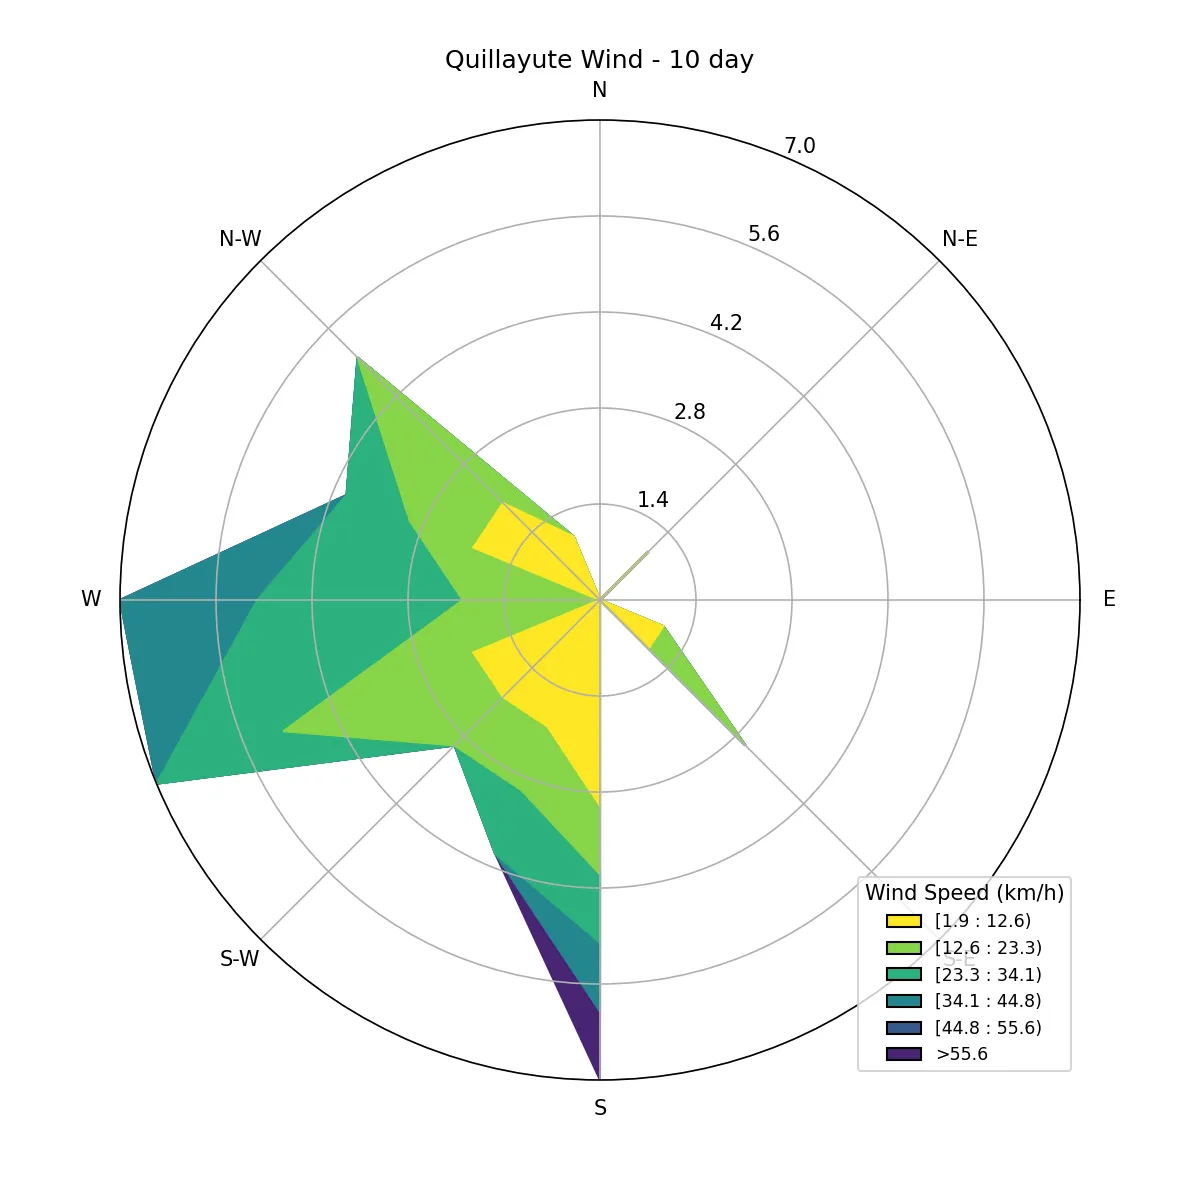 Quillayute Wind - 10 day
N
7.0
N-W
5.6
N-E
4.2
2.8
1.4
W
E
S-W
S-E
Wind Speed (km/h)
[1.9 : 12.6)
[12.6 : 23.3)
[23.3 : 34.1)
[34.1 : 44.8)
[44.8 : 55.6)
>55.6
S